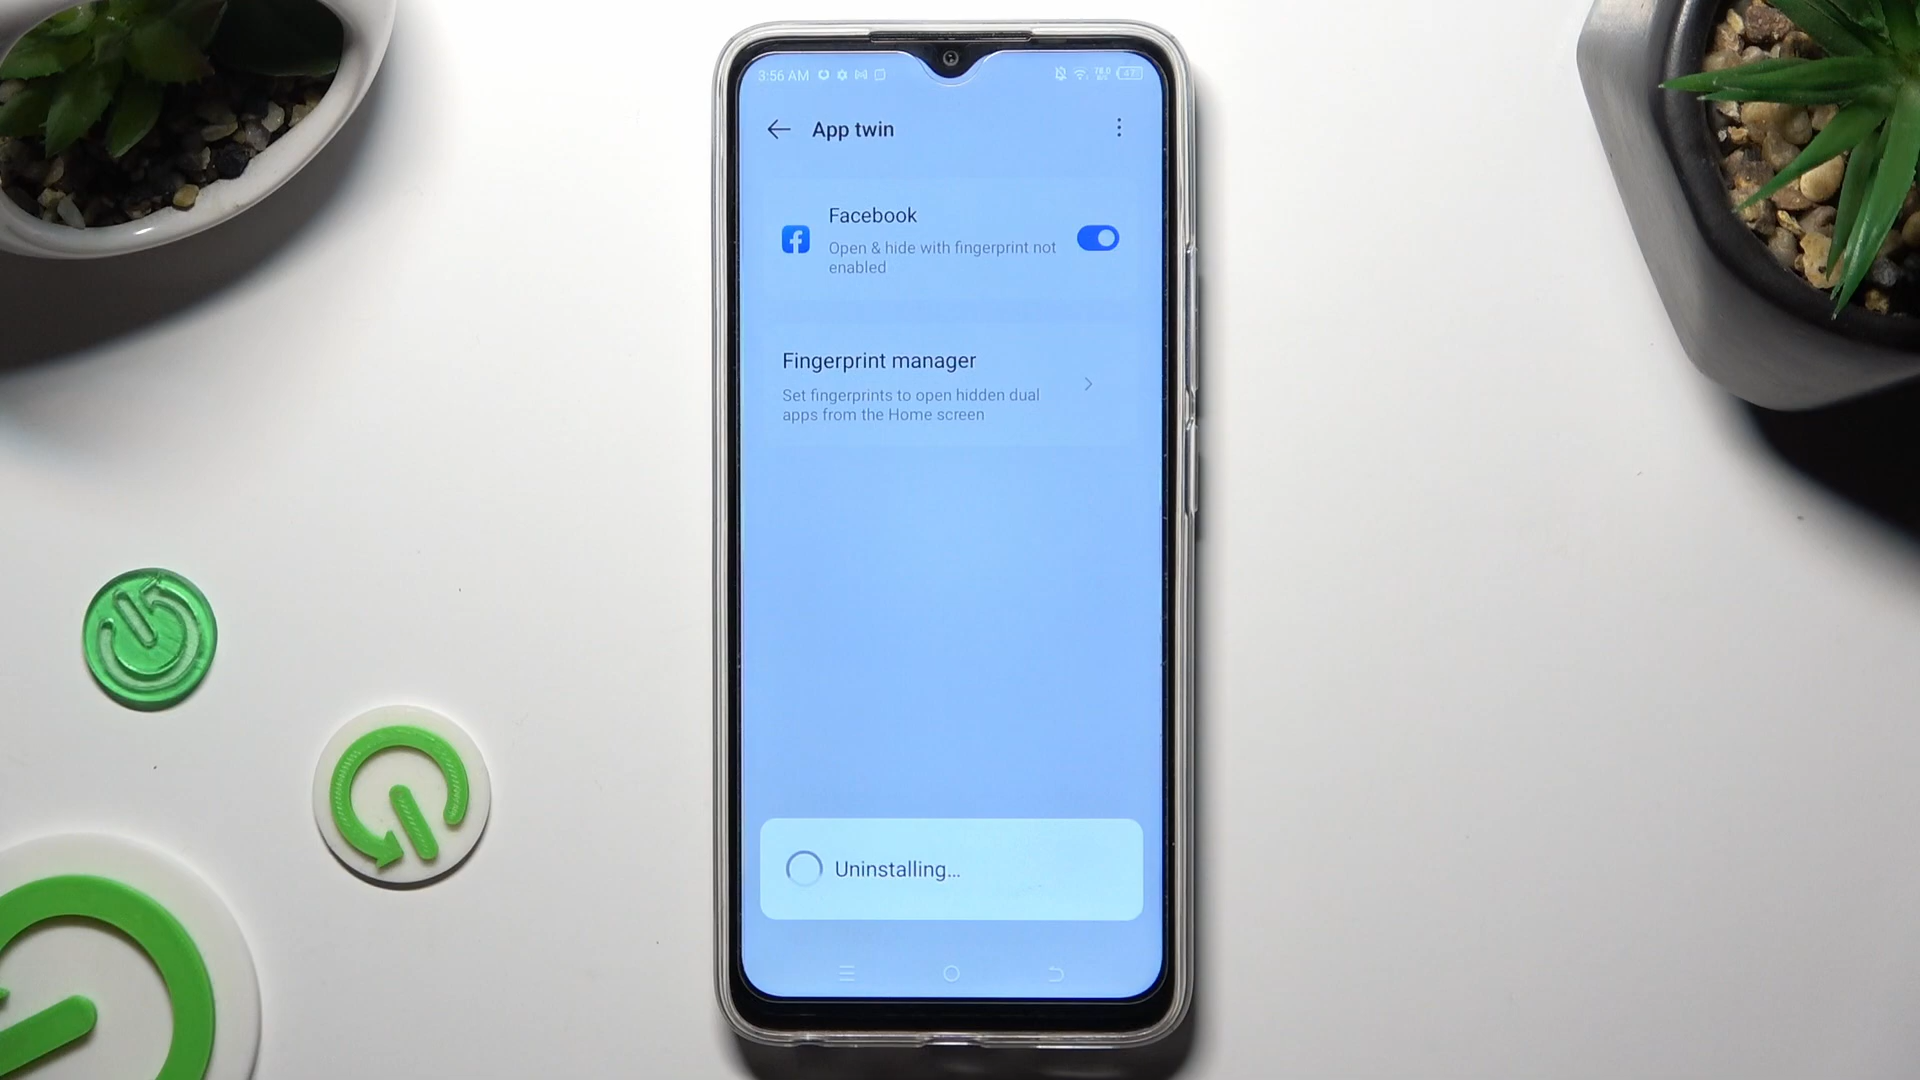 3:56 AM
App twin
Facebook
Open & hide with fingerprint not
enabled
Fingerprint manager
Set fingerprints to open hidden dual
apps from the Home screen
Uninstalling...